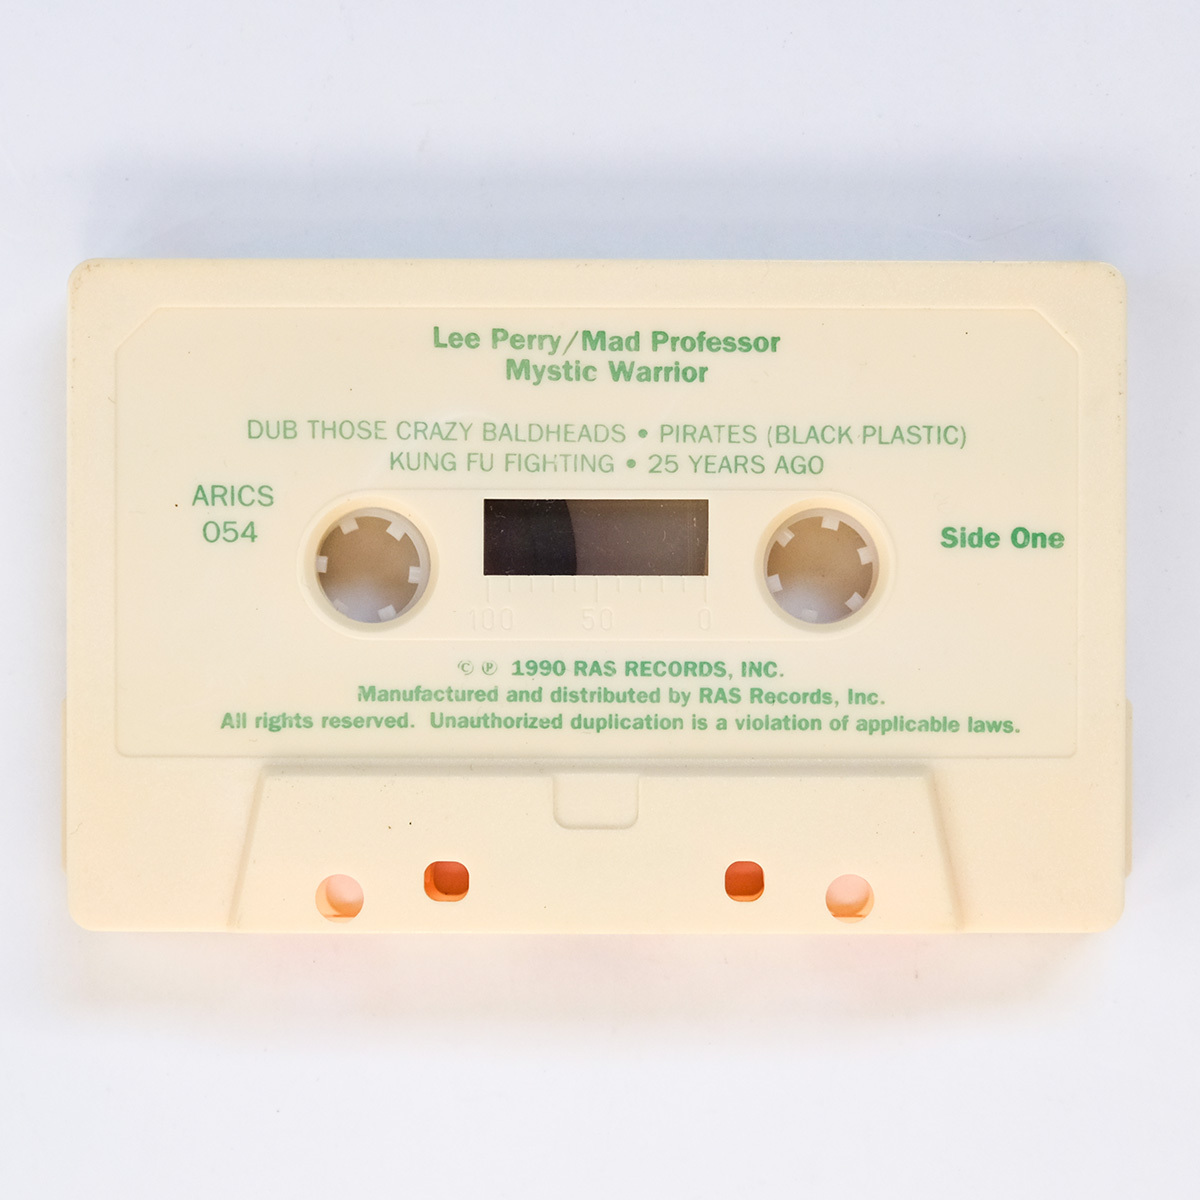 Lee Perry/Mad Professor
Mystic Warrior
DUB THOSE CRAZY BALDHEADS • PIRATES (BLACK PLASTIC)
KUNG FU FIGHTING • 25 YEARS AGO
ARICS
054
Side One
100 50 0
© ℗ 1990 RAS RECORDS, INC.
Manufactured and distributed by RAS Records, Inc.
All rights reserved. Unauthorized duplication is a violation of applicable laws.